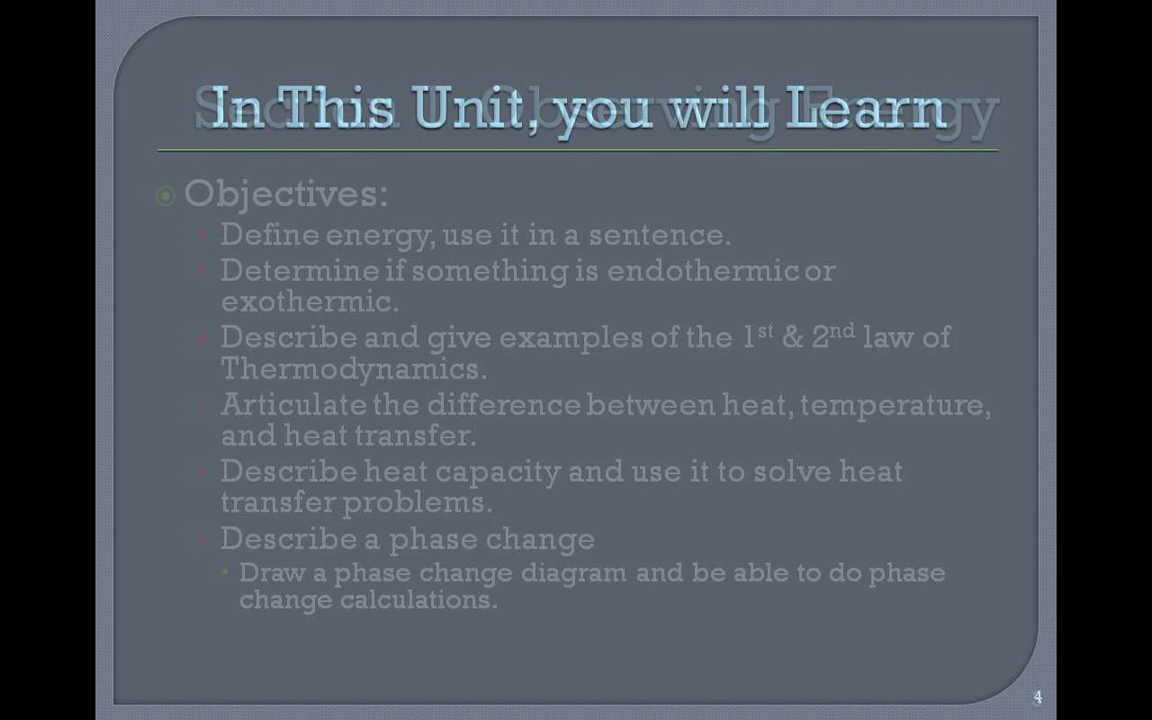 In This Unit, you will Learn
Objectives:
Define energy, use it in a sentence.
Determine if something is endothermic or
exothermic.
Describe and give examples of the 1st & 2nd law of
Thermodynamics.
Articulate the difference between heat, temperature,
and heat transfer.
Describe heat capacity and use it to solve heat
transfer problems.
Describe a phase change
Draw a phase change diagram and be able to do phase
change calculations.